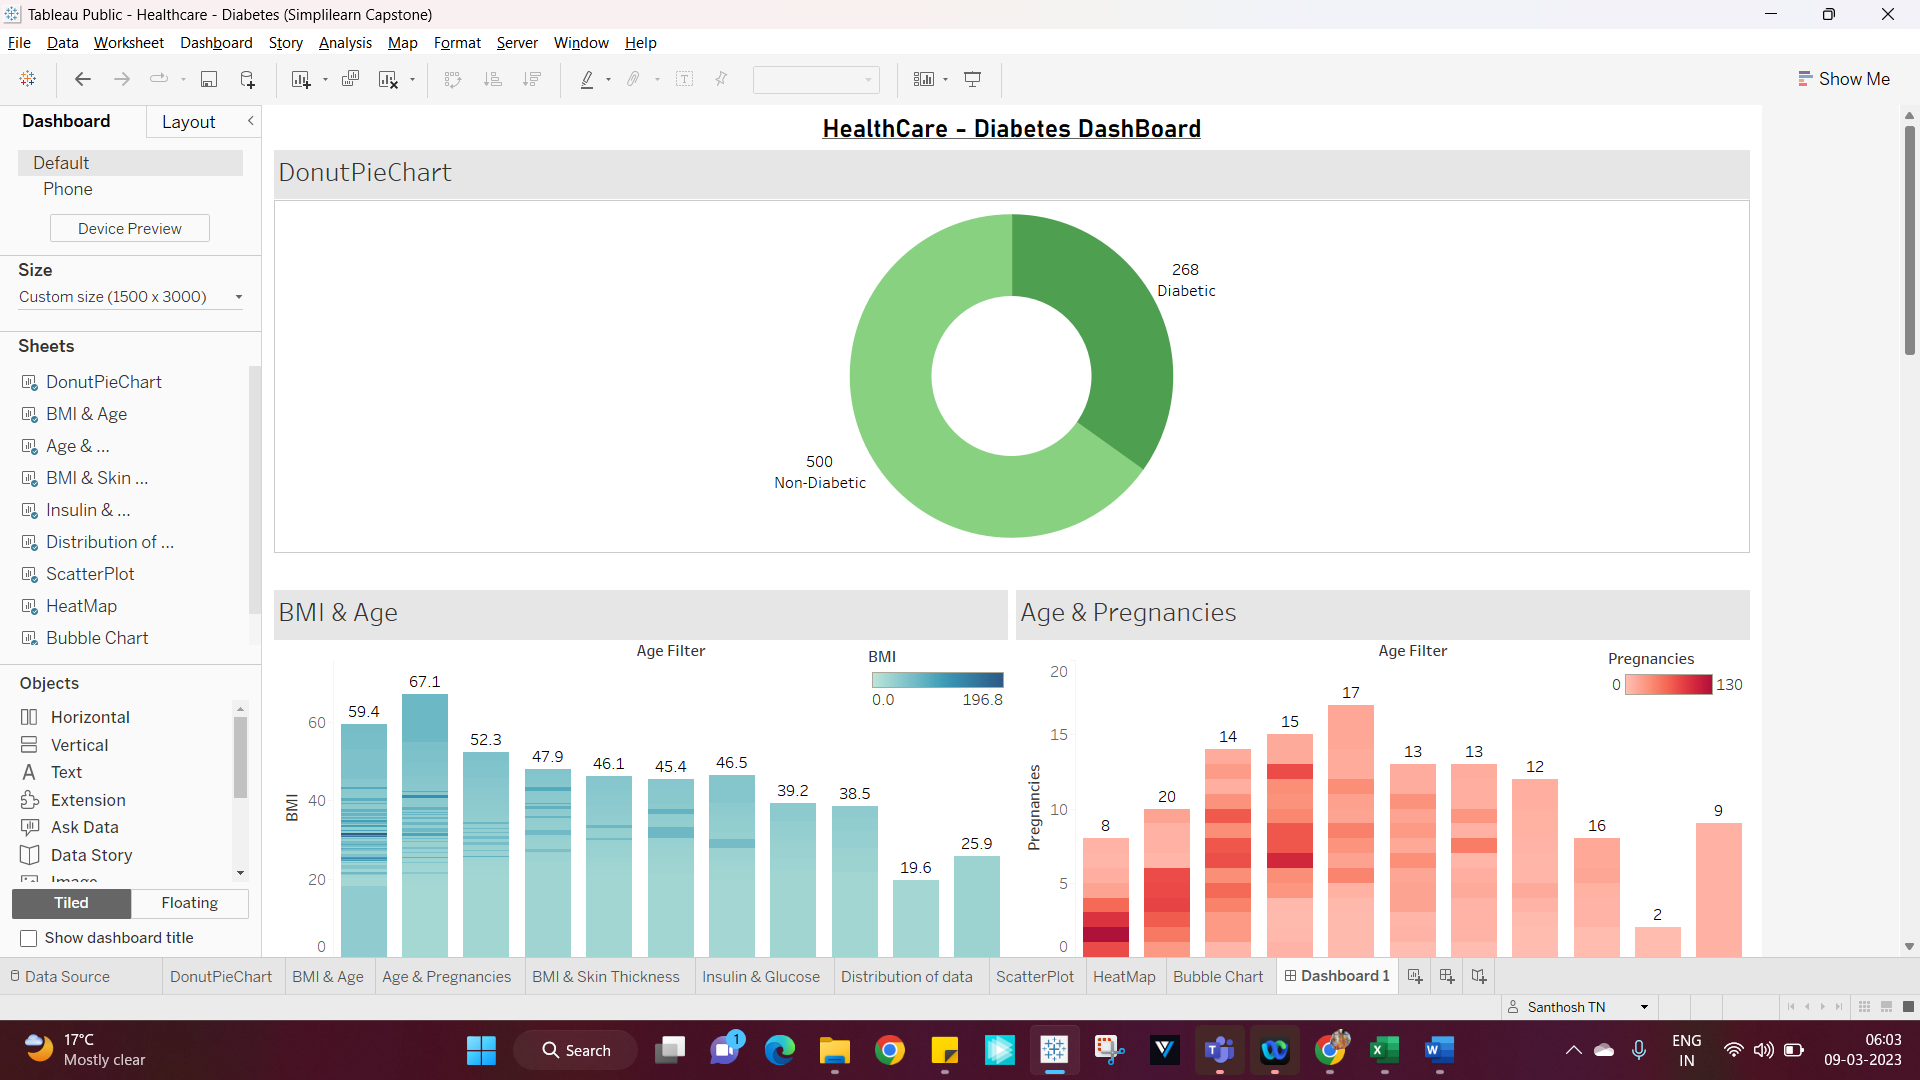 Tableau Public - Healthcare - Diabetes (Simplilearn Capstone)
File Data Worksheet Dashboard Story Analysis Map Format Server Window Help
Show Me
Dashboard Layout
Default
Phone
Device Preview
Size
Custom size (1500 x 3000)
Sheets
DonutPieChart
BMI & Age
Age & ...
BMI & Skin ...
Insulin & ...
Distribution of ...
ScatterPlot
HeatMap
Bubble Chart
Objects
Horizontal
Vertical
Text
Extension
Ask Data
Data Story
Image
Tiled Floating
Show dashboard title
HealthCare - Diabetes DashBoard
DonutPieChart
268
Diabetic
500
Non-Diabetic
BMI & Age
Age Filter
BMI
0.0 196.8
BMI
60
40
20
0
59.4
67.1
52.3
47.9
46.1
45.4
46.5
39.2
38.5
19.6
25.9
Age & Pregnancies
Age Filter
Pregnancies
0 130
Pregnancies
20
15
10
5
0
8
20
14
15
17
13
13
12
16
2
9
Data Source DonutPieChart BMI & Age Age & Pregnancies BMI & Skin Thickness Insulin & Glucose Distribution of data ScatterPlot HeatMap Bubble Chart Dashboard 1
Santhosh TN
17°C
Mostly clear
Search
1
ENG
IN
06:03
09-03-2023